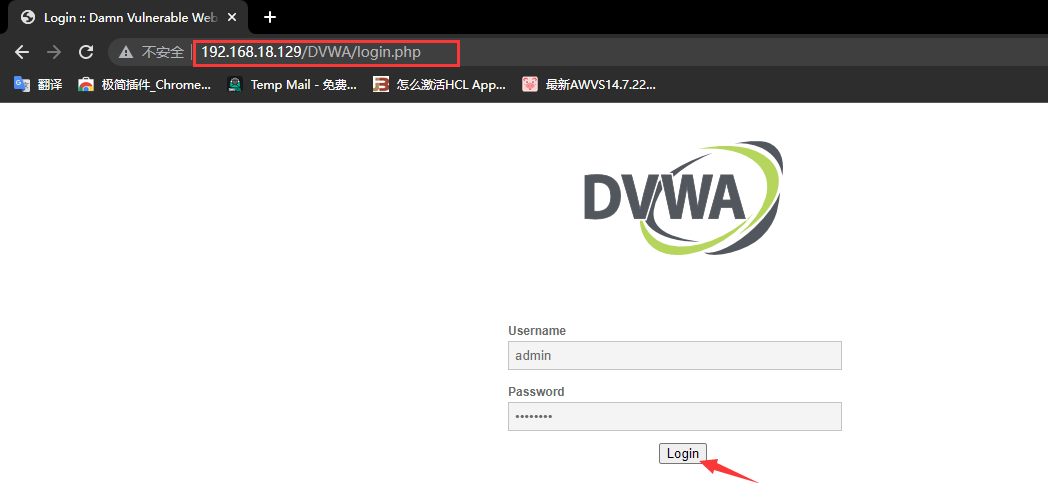 Login :: Damn Vulnerable Web
不安全 192.168.18.129/DVWA/login.php
翻译 极简插件_Chrome... Temp Mail - 免费... 怎么激活HCL App... 最新AWVS14.7.22...
DVWA
Username
admin
Password
••••••••
Login